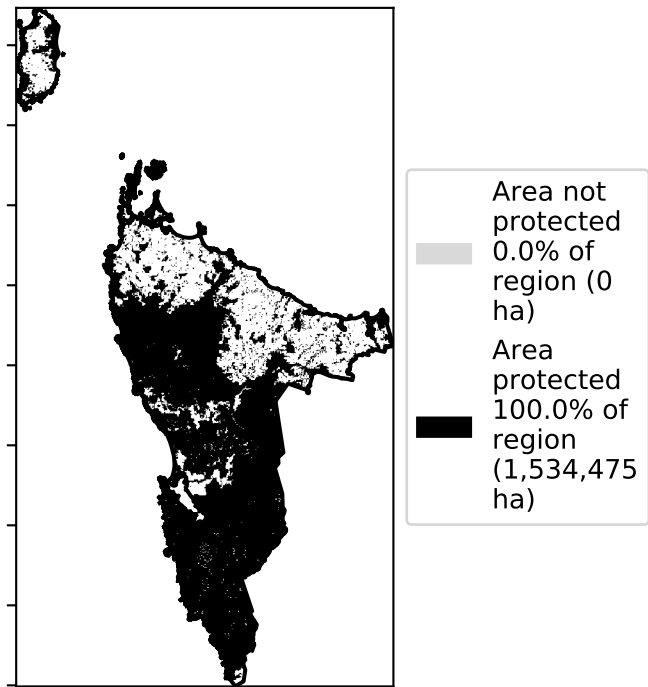 Area not
protected
0.0% of
region (0
ha)
Area
protected
100.0% of
region
(1,534,475
ha)